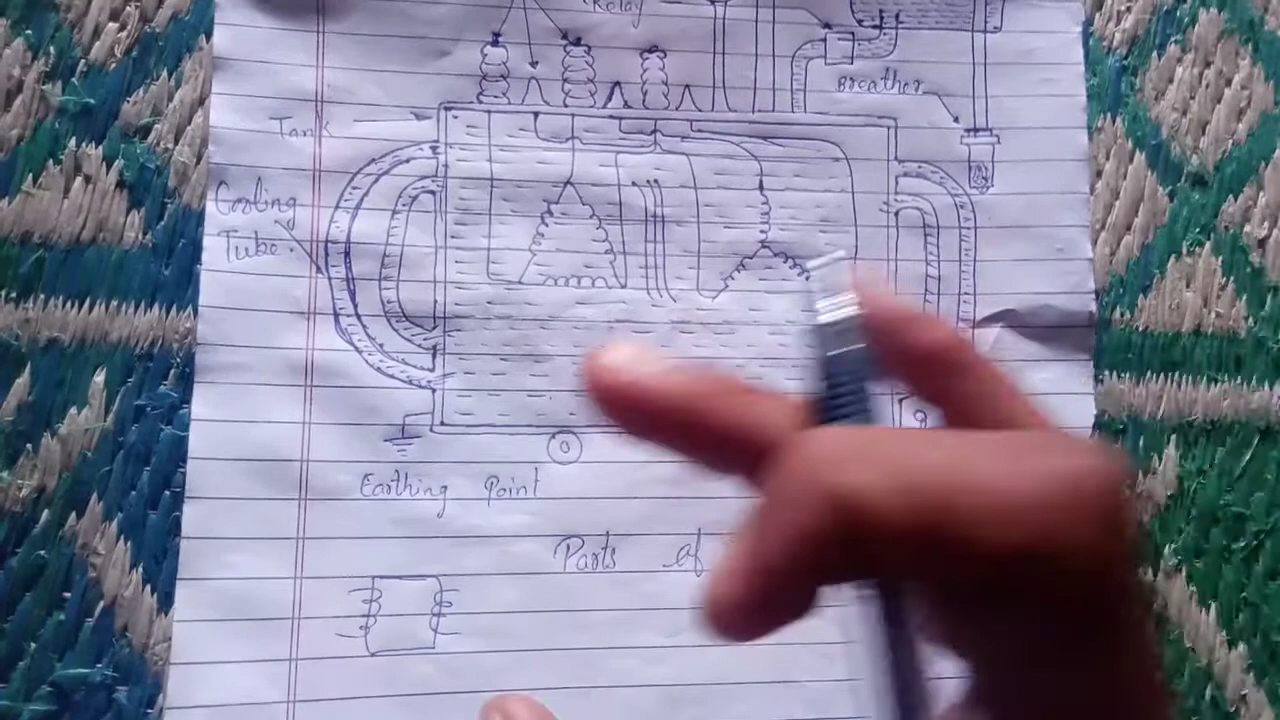 Relay
Breather
Tank
Cooling
Tube.
Earthing Point
Parts of